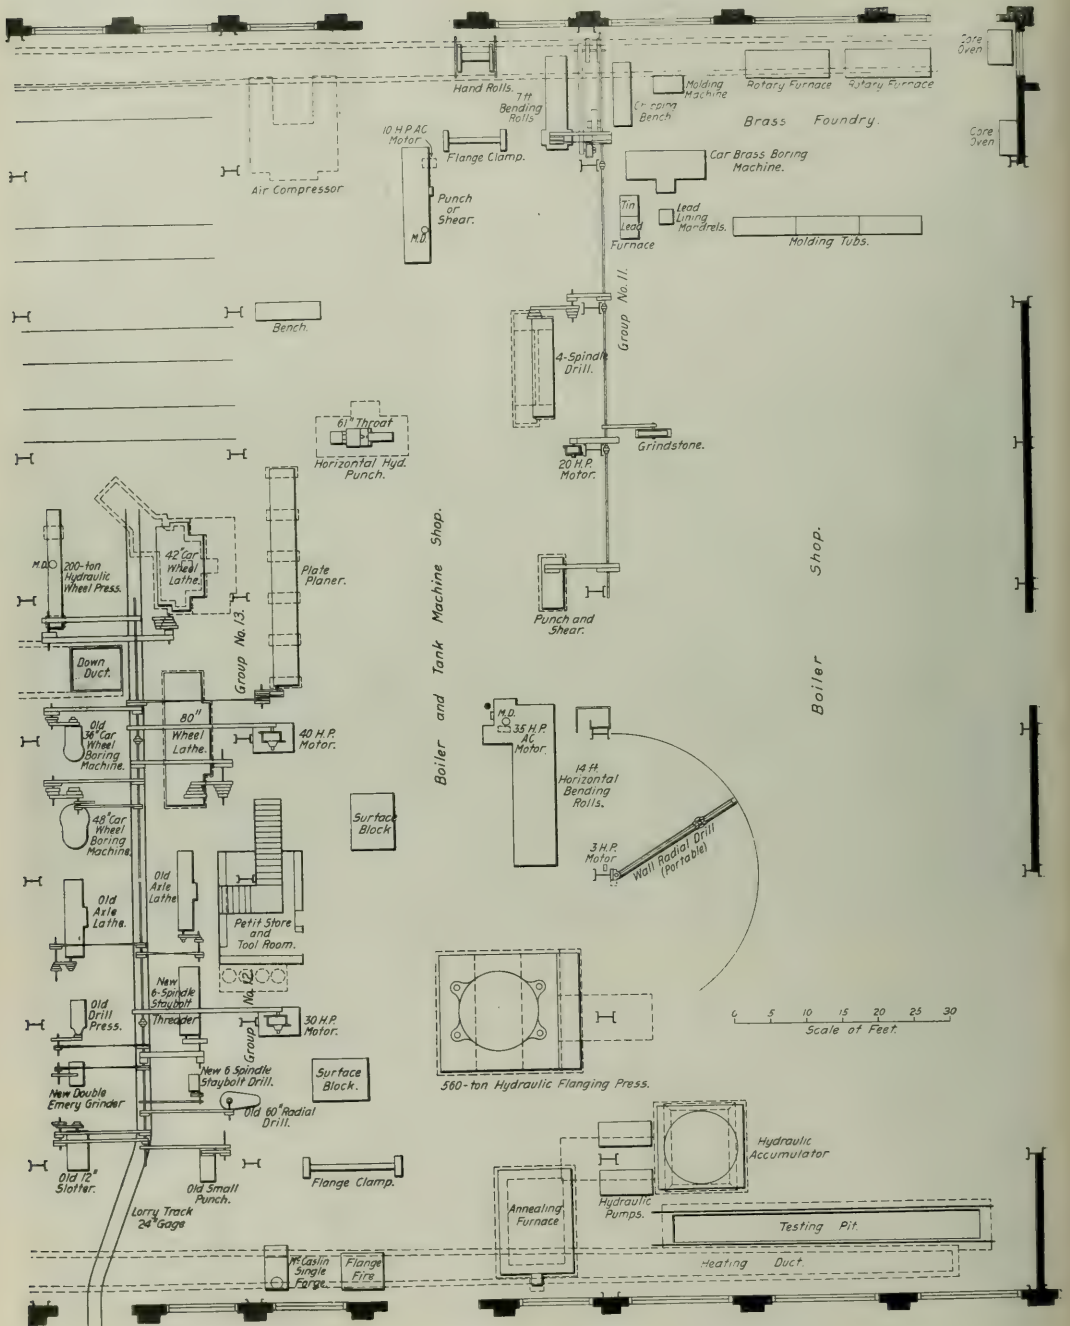 Core
Oven
Hand Rolls.
7 ft.
Bending
Rolls
Chipping
Bench
Molding
Machine
Rotary Furnace
Rotary Furnace
Brass Foundry.
Core
Oven
10 H.P. AC
Motor
Flange Clamp.
Air Compressor
Punch
or
Shear.
M.D.
Car Brass Boring
Machine.
Tin
Lead
Furnace
Lead
Lining
Mandrels.
Molding Tubs.
Group No. 11.
Bench.
4-Spindle
Drill.
61" Throat
Horizontal Hyd.
Punch.
20 H.P.
Motor.
Grindstone.
M.D.
200-ton
Hydraulic
Wheel Press.
42" Car
Wheel
Lathe.
Plate
Planer.
Boiler and Tank Machine Shop.
Boiler Shop.
Punch and
Shear.
Group No. 13.
Down
Duct.
Old
36" Car
Wheel
Boring
Machine.
80"
Wheel
Lathe.
40 H.P.
Motor.
M.D.
35 H.P.
AC
Motor.
14 ft.
Horizontal
Bending
Rolls.
48" Car
Wheel
Boring
Machine.
Surface
Block
3 H.P.
Motor
Wall Radial Drill
(Portable)
Old
Axle
Lathe.
Old
Axle
Lathe
Petit Store
and
Tool Room.
New
6-Spindle
Staybolt
Threader
Group No. 12.
Old
Drill
Press.
30 H.P.
Motor.
0 5 10 15 20 25 30
Scale of Feet.
New Double
Emery Grinder
New 6 Spindle
Staybolt Drill.
Surface
Block.
560-ton Hydraulic Flanging Press.
Old 60" Radial
Drill.
Old 12"
Slotter.
Old Small
Punch.
Flange Clamp.
Hydraulic
Accumulator
Lorry Track
24" Gage
Annealing
Furnace
Hydraulic
Pumps.
Testing Pit.
McCaslin
Single
Forge.
Flange
Fire
Heating Duct.